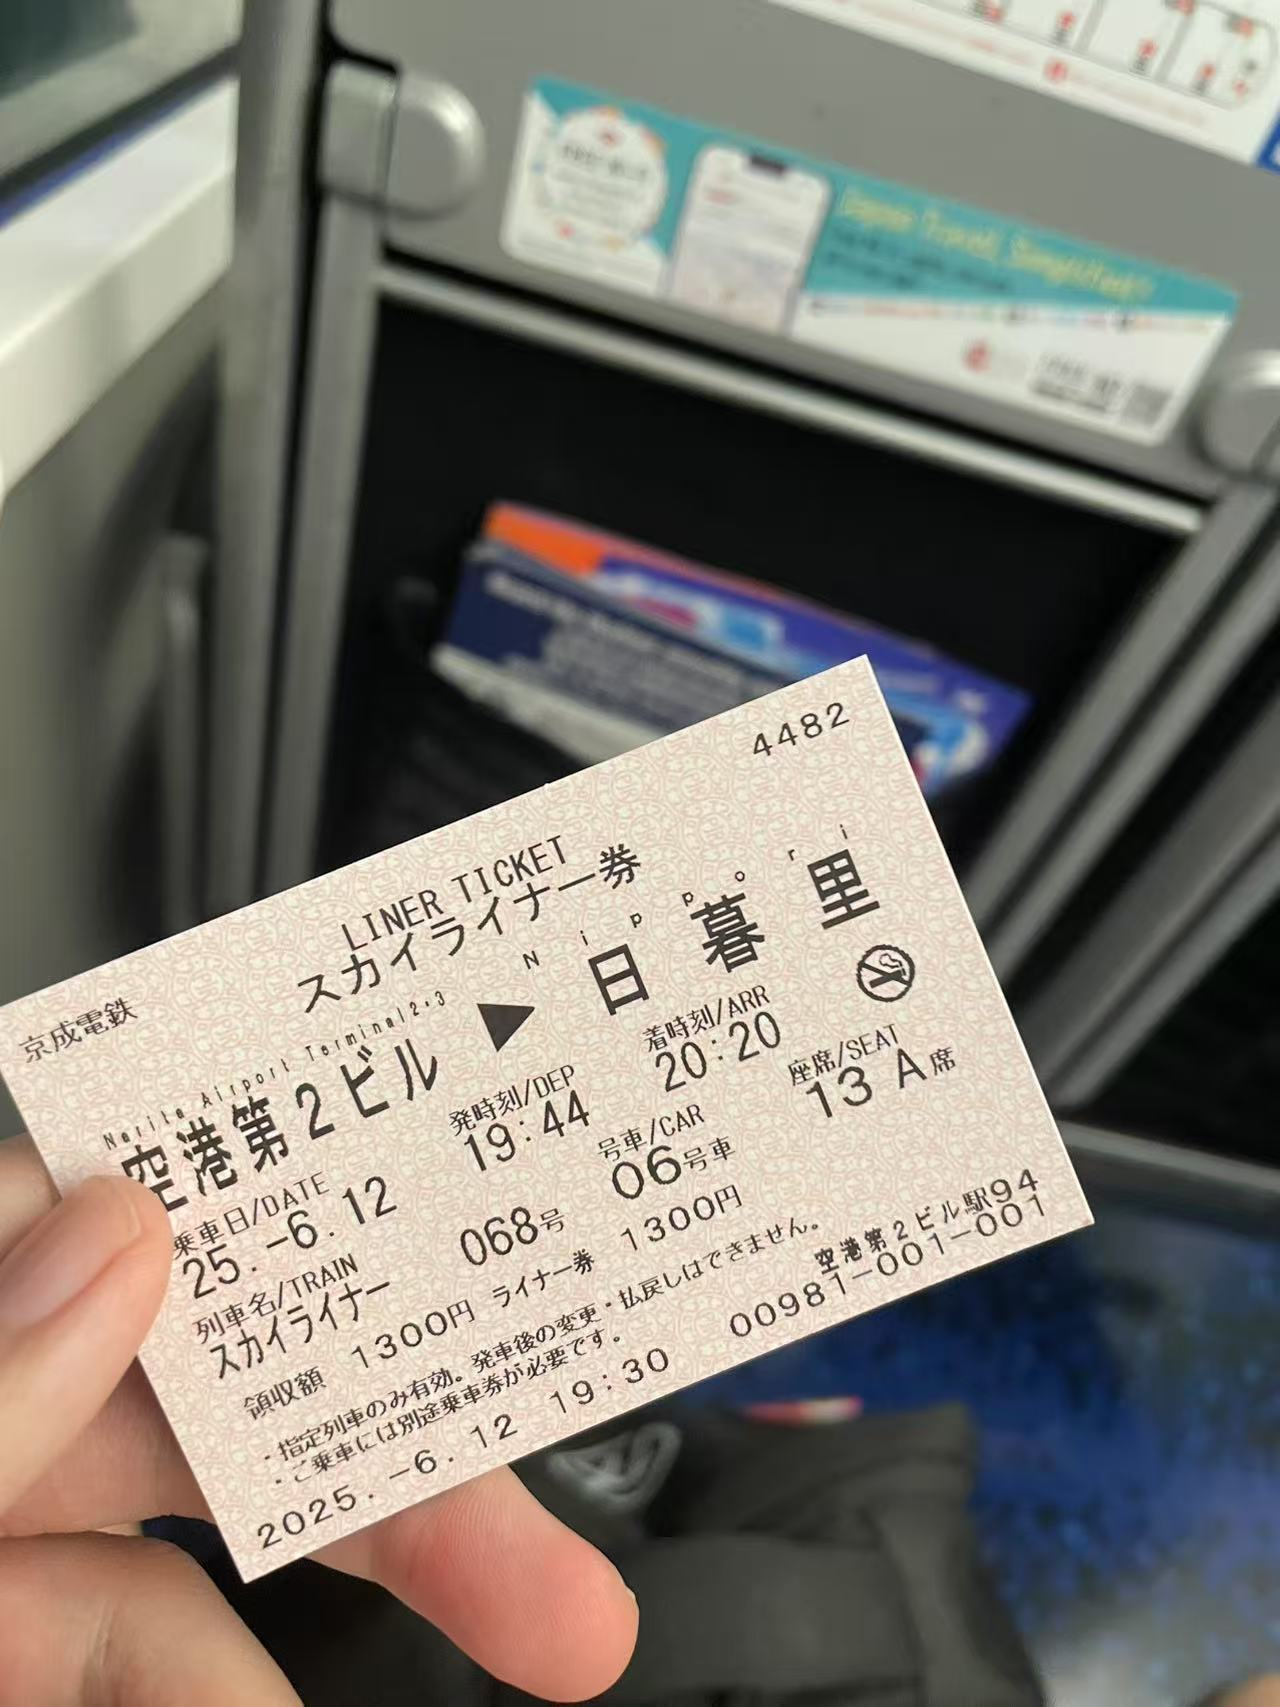 Japan Travel, Simplified!
4482
LINER TICKET
スカイライナー券
京成電鉄
Narita Airport Terminal2・3
空港第2ビル
▶
Nippori
日暮里
乗車日/DATE
25.-6.12
発時刻/DEP
19:44
着時刻/ARR
20:20
列車名/TRAIN
スカイライナー
068号
号車/CAR
06号車
座席/SEAT
13 A席
領収額 1300円 ライナー券 1300円
・指定列車のみ有効。発車後の変更・払戻しはできません。
・ご乗車には別途乗車券が必要です。
空港第2ビル駅94
2025.-6.12 19:30 00981-001-001